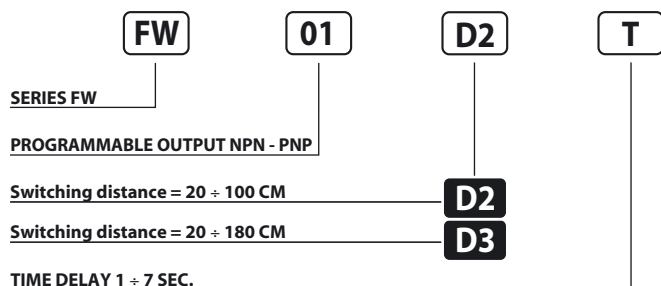 FW 01 D2 T
SERIES FW
PROGRAMMABLE OUTPUT NPN - PNP
Switching distance = 20 ÷ 100 CM D2
Switching distance = 20 ÷ 180 CM D3
TIME DELAY 1 ÷ 7 SEC.